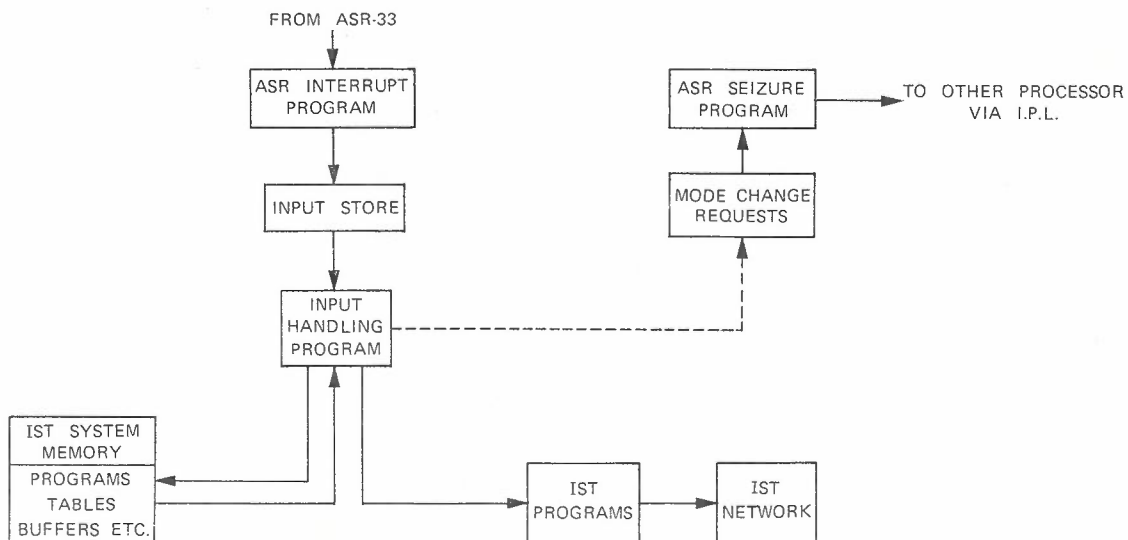 FROM ASR-33
ASR INTERRUPT
PROGRAM
INPUT STORE
INPUT
HANDLING
PROGRAM
IST SYSTEM
MEMORY
PROGRAMS
TABLES
BUFFERS ETC.
IST
PROGRAMS
IST
NETWORK
MODE CHANGE
REQUESTS
ASR SEIZURE
PROGRAM
TO OTHER PROCESSOR
VIA I.P.L.